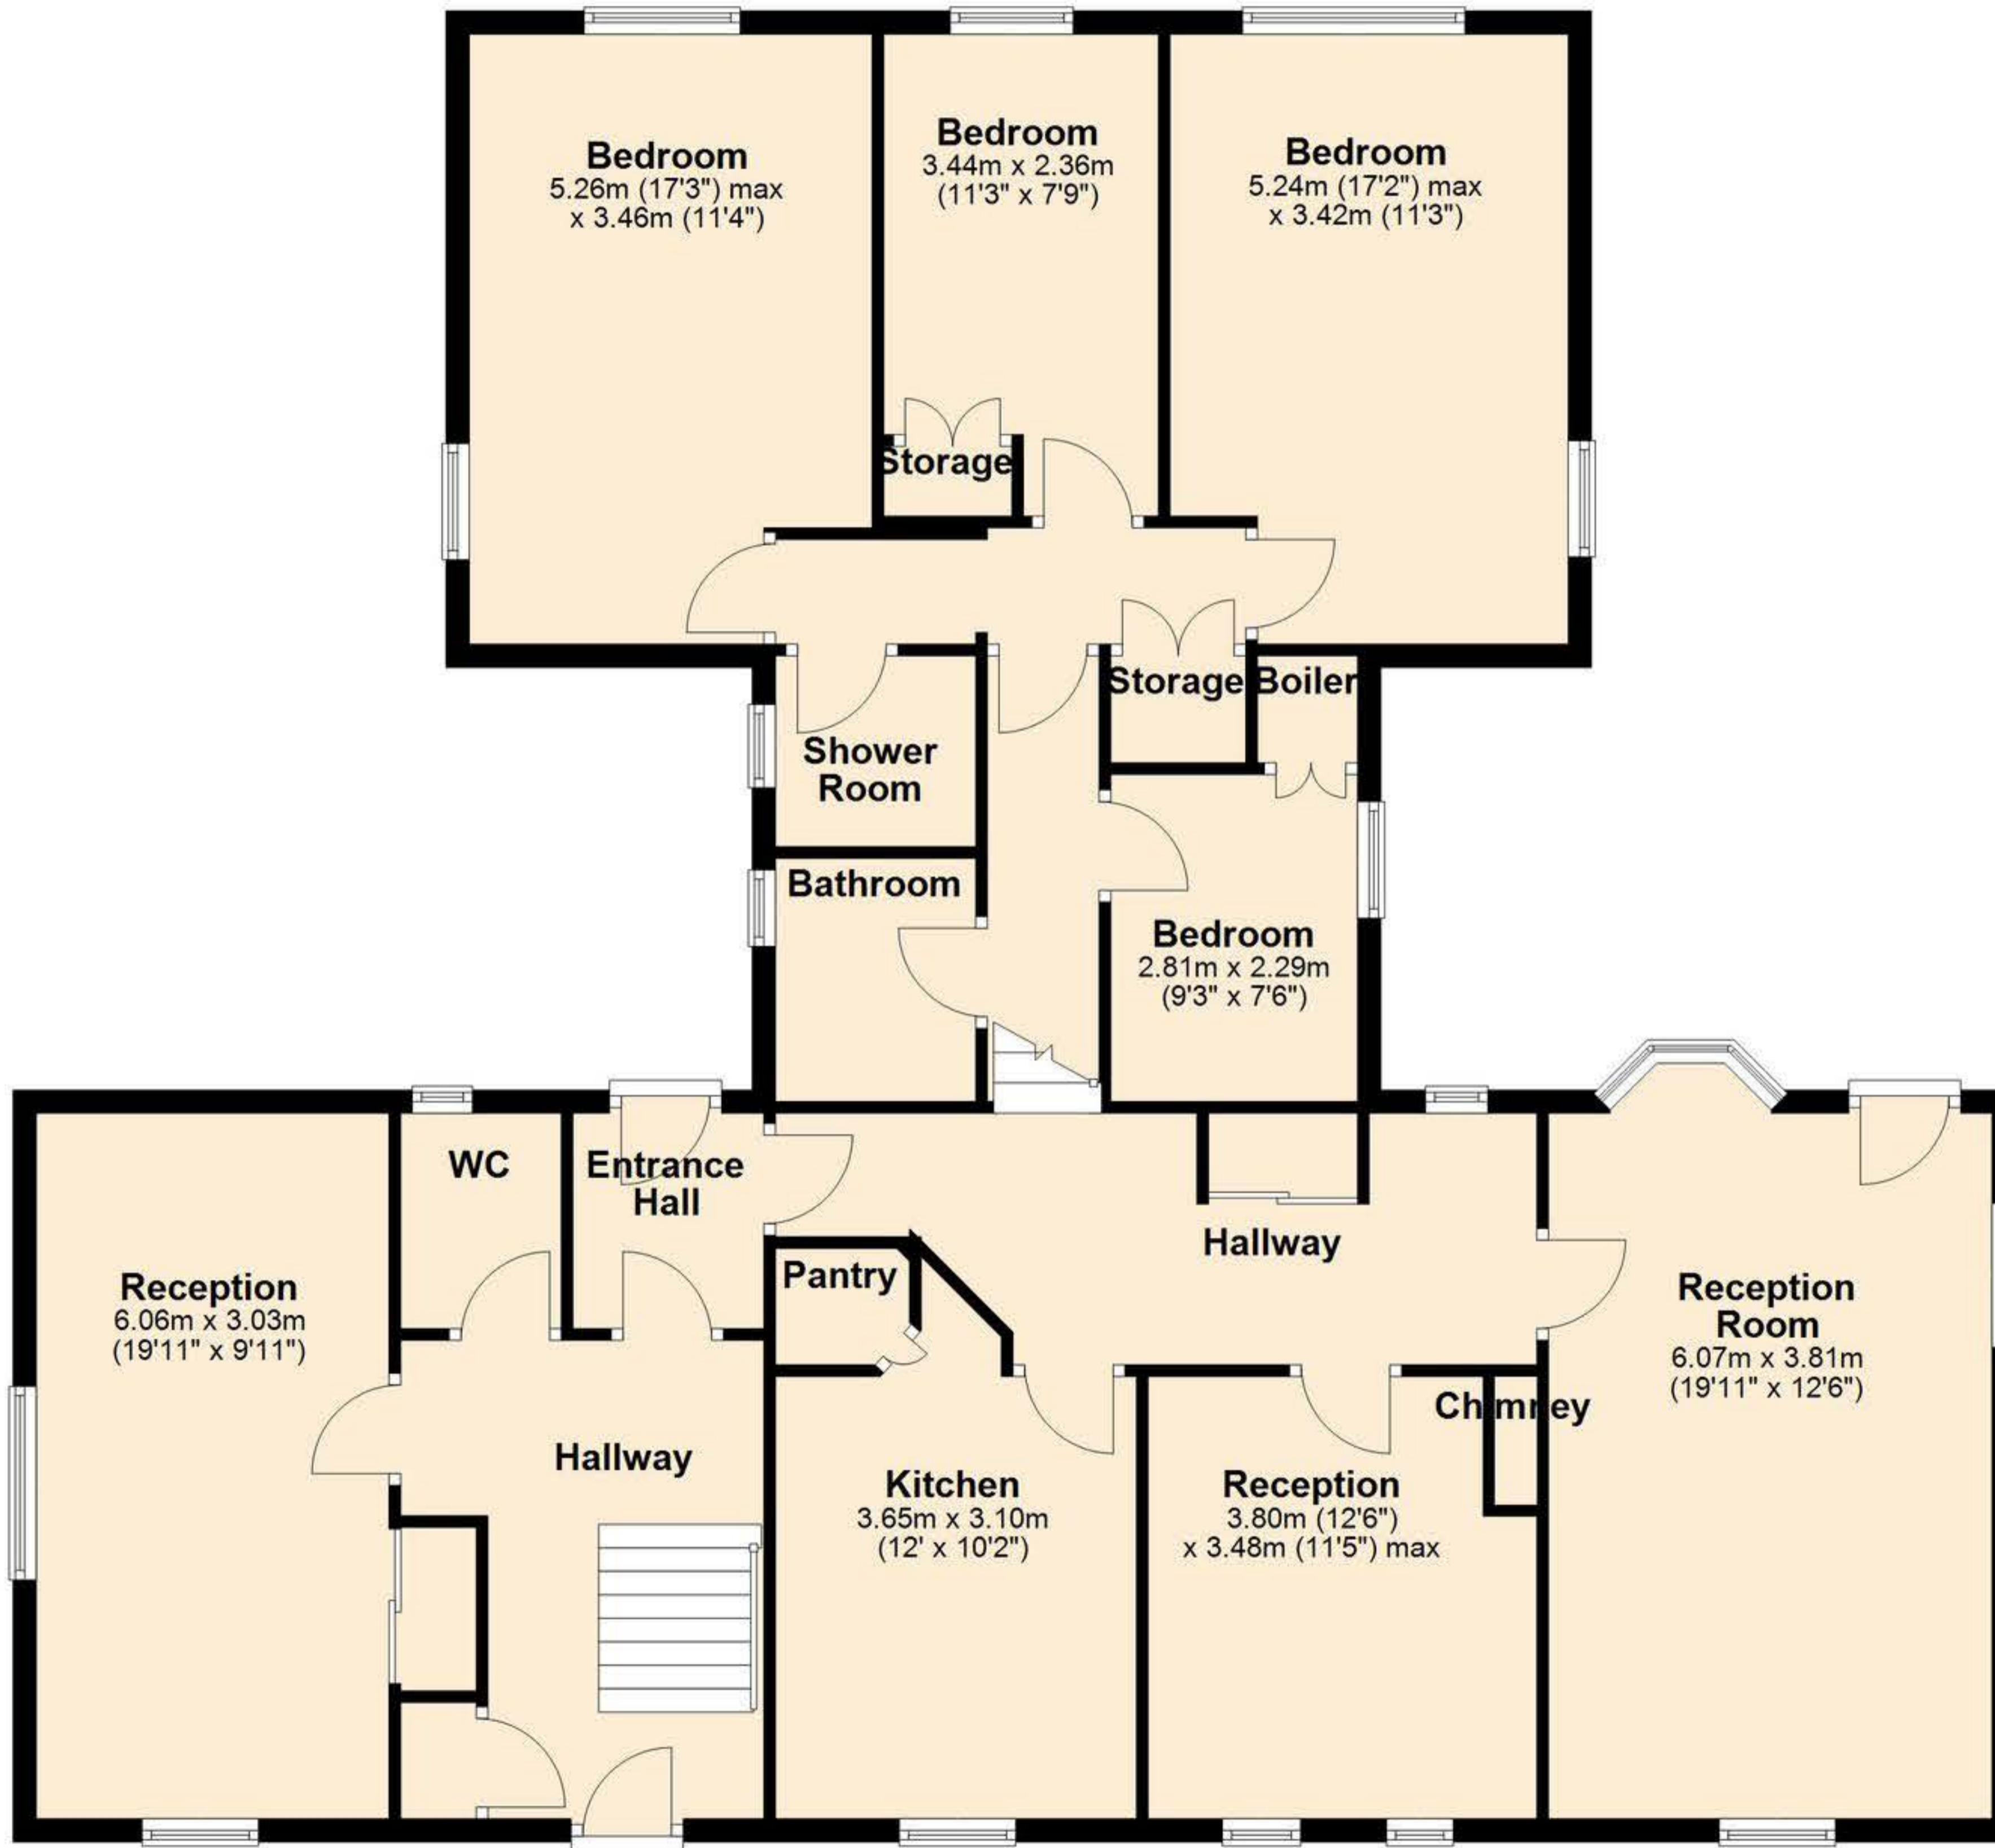 Bedroom
5.26m (17'3") max
x 3.46m (11'4")
Bedroom
3.44m x 2.36m
(11'3" x 7'9")
Bedroom
5.24m (17'2") max
x 3.42m (11'3")
Storage
Storage
Boiler
Shower
Room
Bathroom
Bedroom
2.81m x 2.29m
(9'3" x 7'6")
WC
Entrance
Hall
Hallway
Pantry
Reception
6.06m x 3.03m
(19'11" x 9'11")
Reception
Room
6.07m x 3.81m
(19'11" x 12'6")
Chimney
Hallway
Kitchen
3.65m x 3.10m
(12' x 10'2")
Reception
3.80m (12'6")
x 3.48m (11'5") max